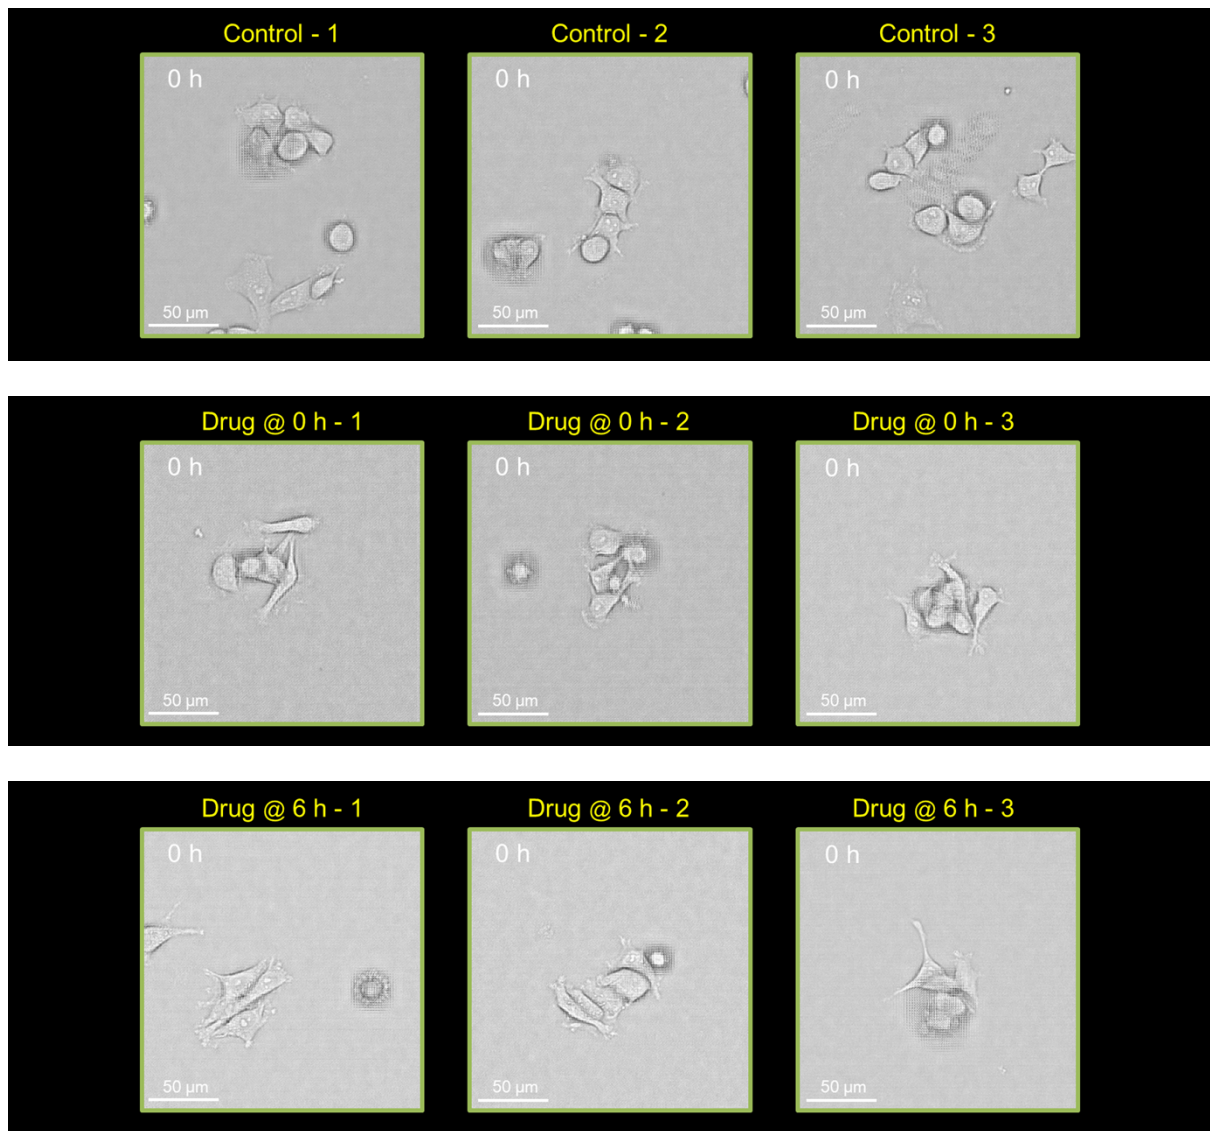 Control - 1
Control - 2
Control - 3
0 h
0 h
0 h
50 µm
50 µm
50 µm
Drug @ 0 h - 1
Drug @ 0 h - 2
Drug @ 0 h - 3
0 h
0 h
0 h
50 µm
50 µm
50 µm
Drug @ 6 h - 1
Drug @ 6 h - 2
Drug @ 6 h - 3
0 h
0 h
0 h
50 µm
50 µm
50 µm